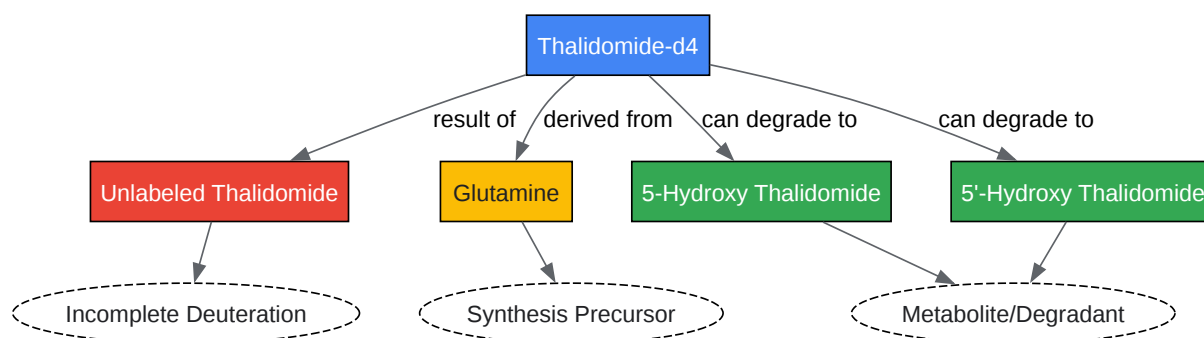 Thalidomide-d4
result of
derived from
can degrade to
can degrade to
Unlabeled Thalidomide
Glutamine
5-Hydroxy Thalidomide
5'-Hydroxy Thalidomide
Incomplete Deuteration
Synthesis Precursor
Metabolite/Degradant